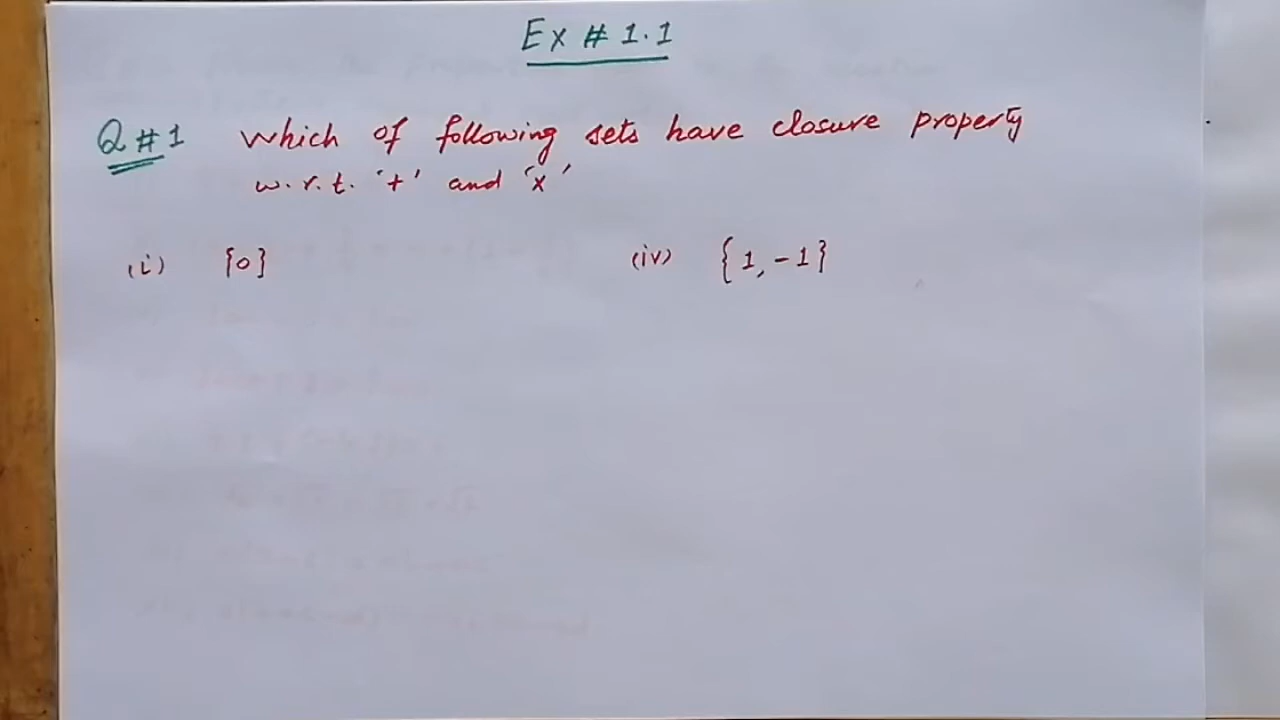 Ex # 1.1
Q#1 Which of following sets have closure property
w.r.t. '+' and 'x'
(i) {0} (iv) {1, -1}